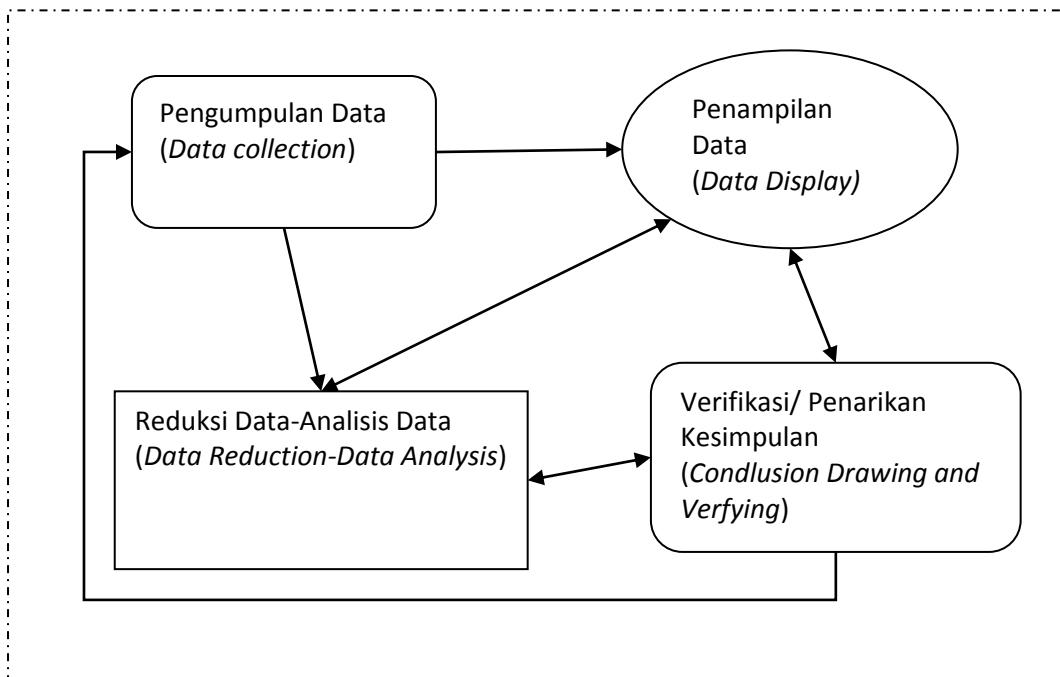 Pengumpulan Data
(Data collection)
Penampilan
Data
(Data Display)
Reduksi Data-Analisis Data
(Data Reduction-Data Analysis)
Verifikasi/ Penarikan
Kesimpulan
(Condlusion Drawing and
Verfying)